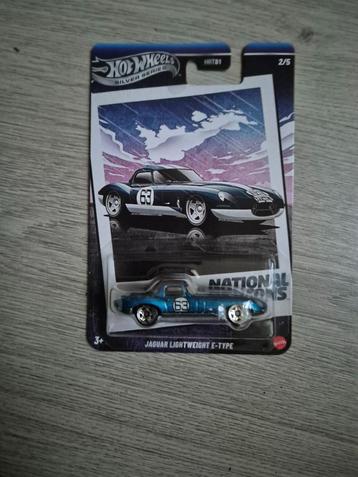 HOT WHEELS
SILVER SERIES
2/5
63
NATIONAL
63
JAGUAR LIGHTWEIGHT E-TYPE
3+